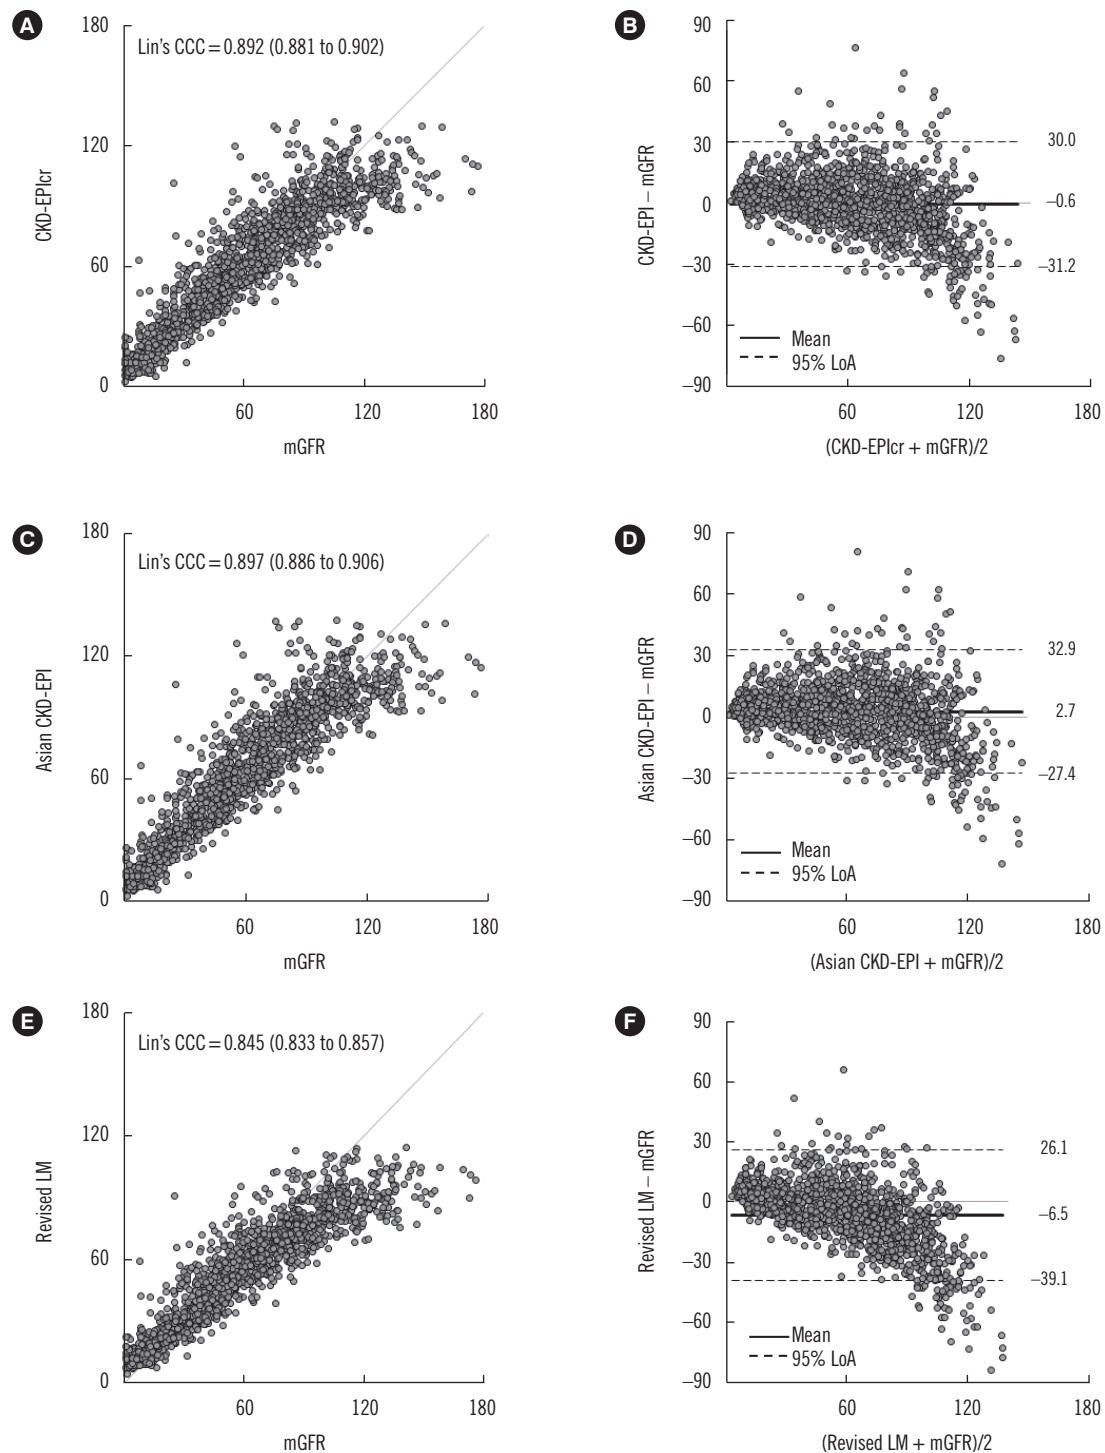 A
180
Lin's CCC = 0.892 (0.881 to 0.902)
120
CKD-EPIcr
60
0
60
120
180
mGFR
B
90
60
30
0
−30
−60
−90
CKD-EPI − mGFR
30.0
−0.6
−31.2
Mean
95% LoA
60
120
180
(CKD-EPIcr + mGFR)/2
C
180
Lin's CCC = 0.897 (0.886 to 0.906)
120
Asian CKD-EPI
60
0
60
120
180
mGFR
D
90
60
30
0
−30
−60
−90
Asian CKD-EPI − mGFR
32.9
2.7
−27.4
Mean
95% LoA
60
120
180
(Asian CKD-EPI + mGFR)/2
E
180
Lin's CCC = 0.845 (0.833 to 0.857)
120
Revised LM
60
0
60
120
180
mGFR
F
90
60
30
0
−30
−60
−90
Revised LM − mGFR
26.1
−6.5
−39.1
Mean
95% LoA
60
120
180
(Revised LM + mGFR)/2